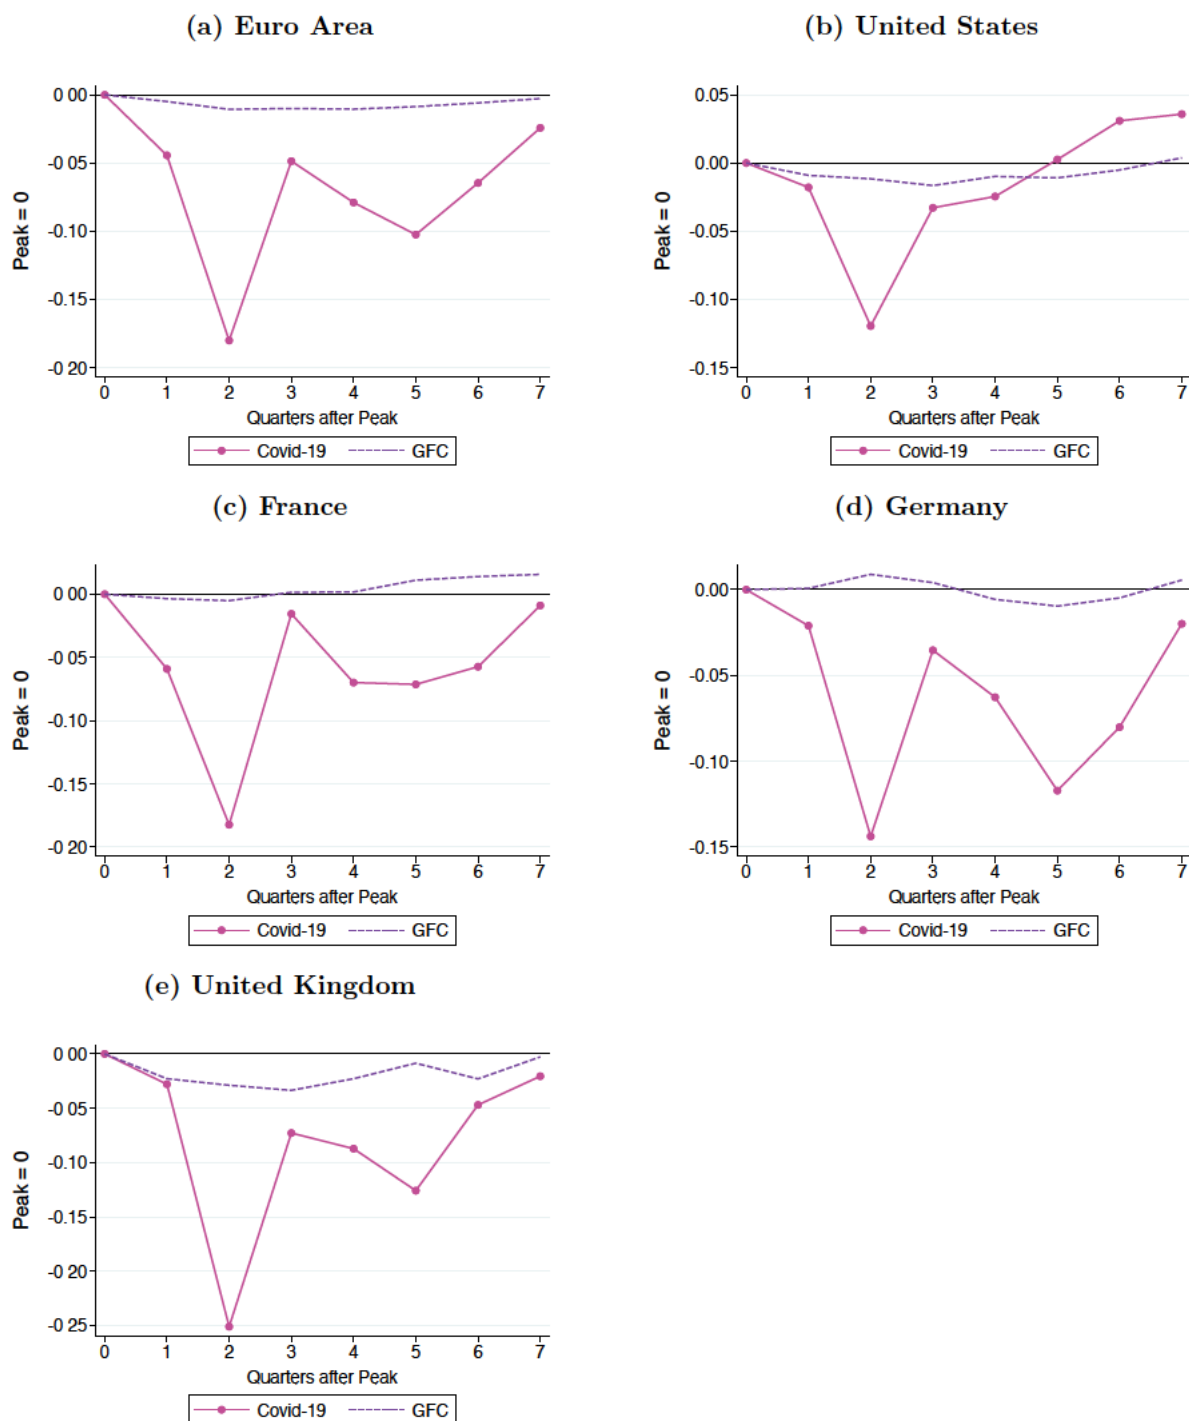 (a) Euro Area
0 00
-0 05
-0.10
-0.15
-0 20
Peak = 0
0 1 2 3 4 5 6 7
Quarters after Peak
Covid-19 GFC
(b) United States
0.05
0.00
-0.05
-0.10
-0.15
Peak = 0
0 1 2 3 4 5 6 7
Quarters after Peak
Covid-19 GFC
(c) France
0 00
-0 05
-0.10
-0.15
-0 20
Peak = 0
0 1 2 3 4 5 6 7
Quarters after Peak
Covid-19 GFC
(d) Germany
0.00
-0.05
-0.10
-0.15
Peak = 0
0 1 2 3 4 5 6 7
Quarters after Peak
Covid-19 GFC
(e) United Kingdom
0 00
-0 05
-0.10
-0.15
-0 20
-0 25
Peak = 0
0 1 2 3 4 5 6 7
Quarters after Peak
Covid-19 GFC